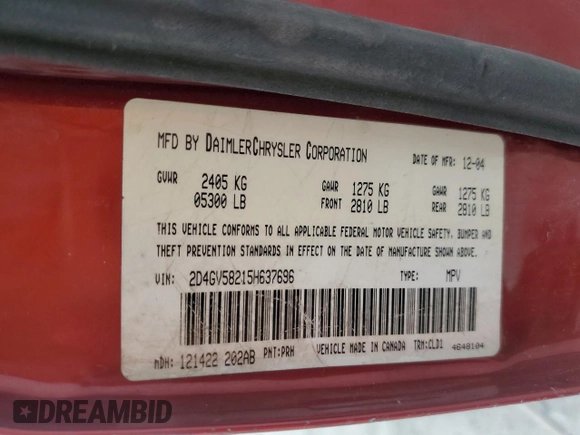 MFD BY DAIMLERCHRYSLER CORPORATION DATE OF MFR: 12-04
GVWR 2405 KG GAWR 1275 KG GAWR 1275 KG
05300 LB FRONT 2810 LB REAR 2810 LB
THIS VEHICLE CONFORMS TO ALL APPLICABLE FEDERAL MOTOR VEHICLE SAFETY, BUMPER AND
THEFT PREVENTION STANDARDS IN EFFECT ON THE DATE OF MANUFACTURE SHOWN ABOVE.
VIN: 2D4GV58215H637696 TYPE: MPV
MDH: 121422 202AB PNT:PRH VEHICLE MADE IN CANADA TRM:CLD1 4648104
DREAMBID